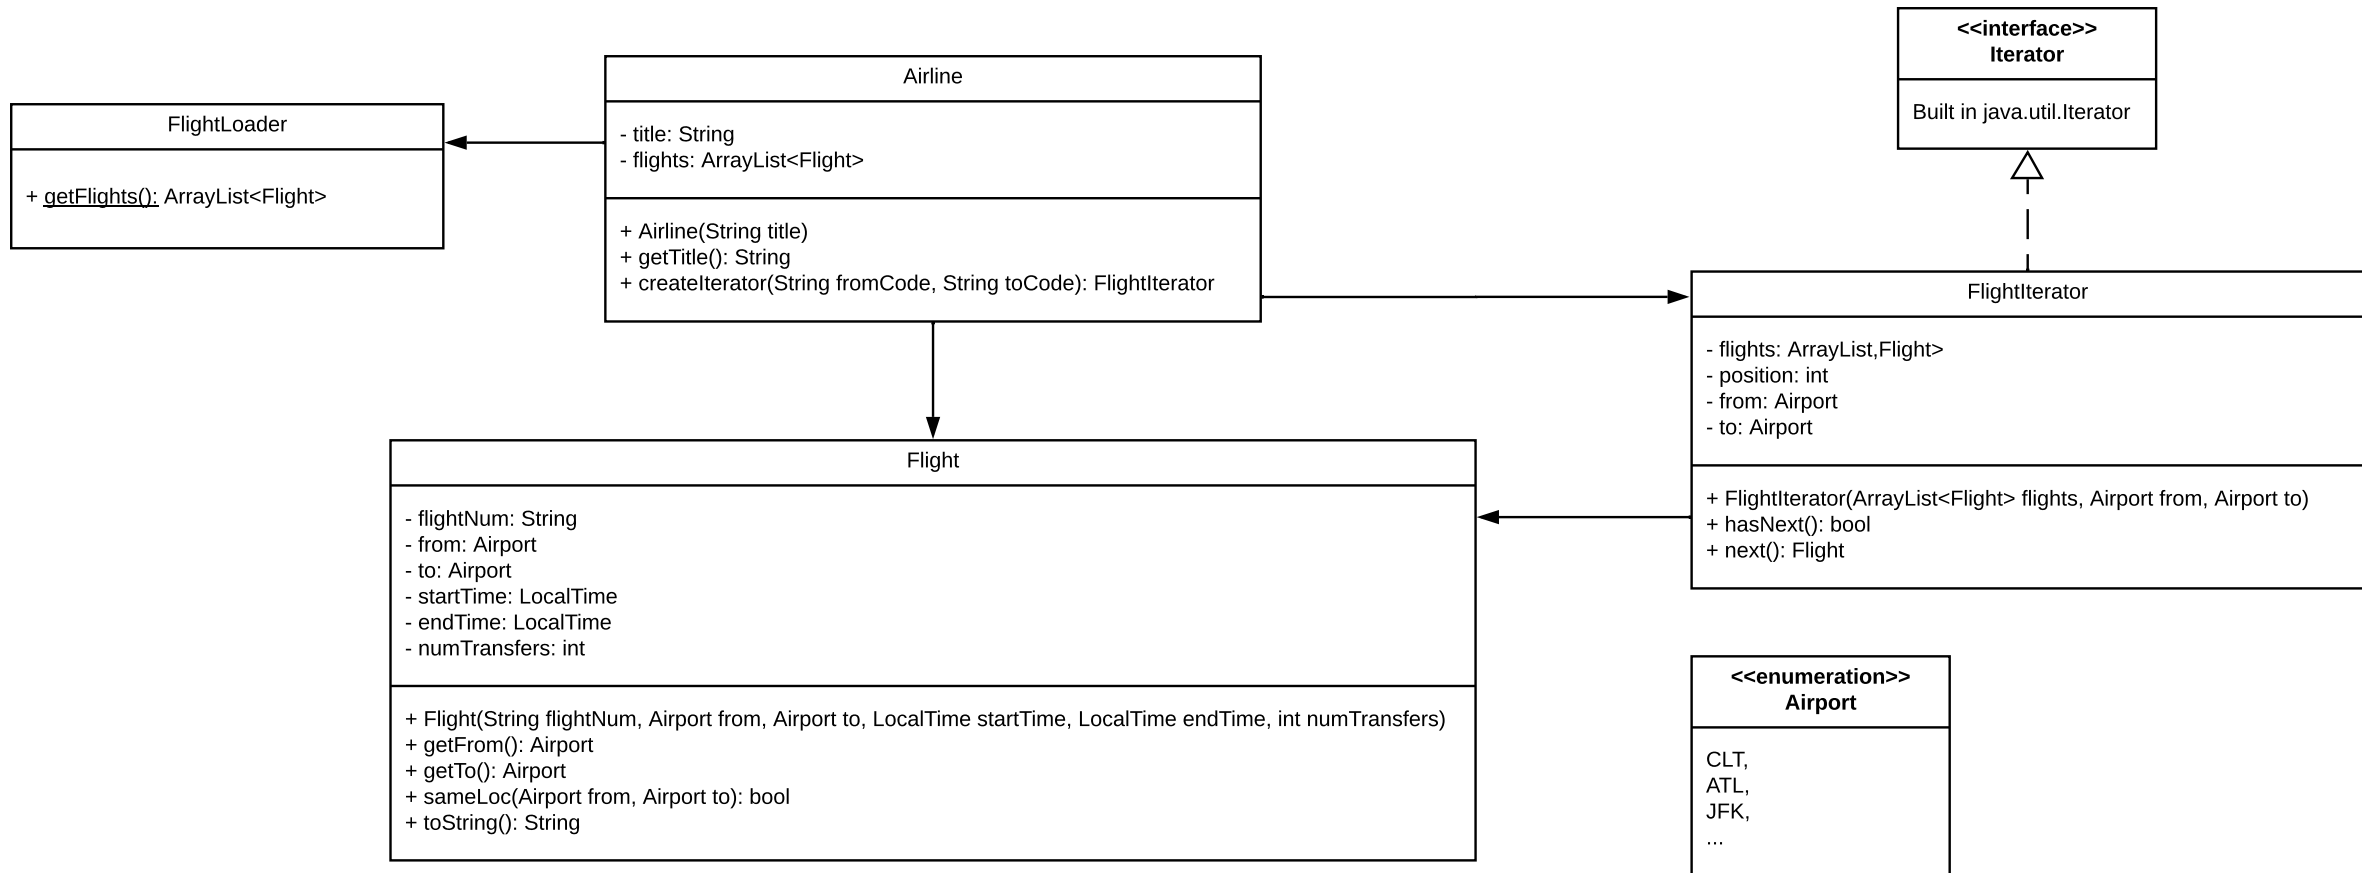 FlightLoader
+ getFlights(): ArrayList<Flight>
Airline
- title: String
- flights: ArrayList<Flight>
+ Airline(String title)
+ getTitle(): String
+ createIterator(String fromCode, String toCode): FlightIterator
<<interface>>
Iterator
Built in java.util.Iterator
FlightIterator
- flights: ArrayList,Flight>
- position: int
- from: Airport
- to: Airport
+ FlightIterator(ArrayList<Flight> flights, Airport from, Airport to)
+ hasNext(): bool
+ next(): Flight
Flight
- flightNum: String
- from: Airport
- to: Airport
- startTime: LocalTime
- endTime: LocalTime
- numTransfers: int
+ Flight(String flightNum, Airport from, Airport to, LocalTime startTime, LocalTime endTime, int numTransfers)
+ getFrom(): Airport
+ getTo(): Airport
+ sameLoc(Airport from, Airport to): bool
+ toString(): String
<<enumeration>>
Airport
CLT,
ATL,
JFK,
...